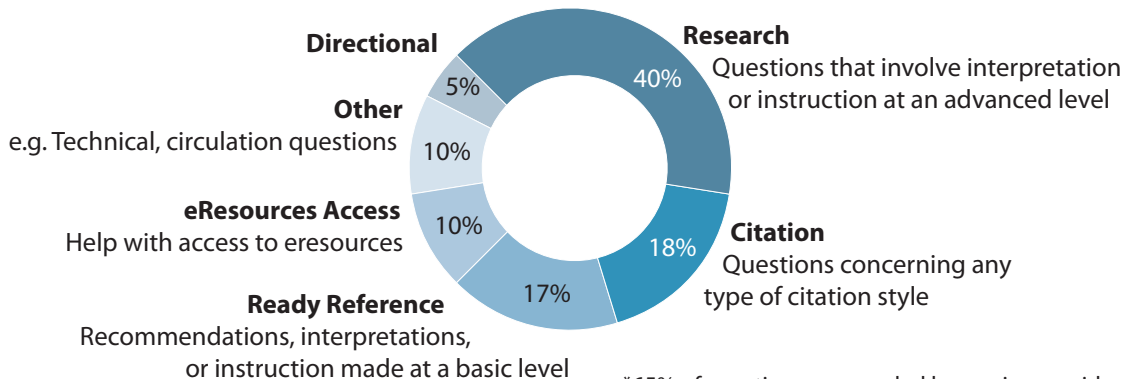 Directional
5%
Other
e.g. Technical, circulation questions
10%
eResources Access
Help with access to eresources
10%
Ready Reference
Recommendations, interpretations,
or instruction made at a basic level
17%
Research
Questions that involve interpretation
or instruction at an advanced level
40%
Citation
Questions concerning any
type of citation style
18%